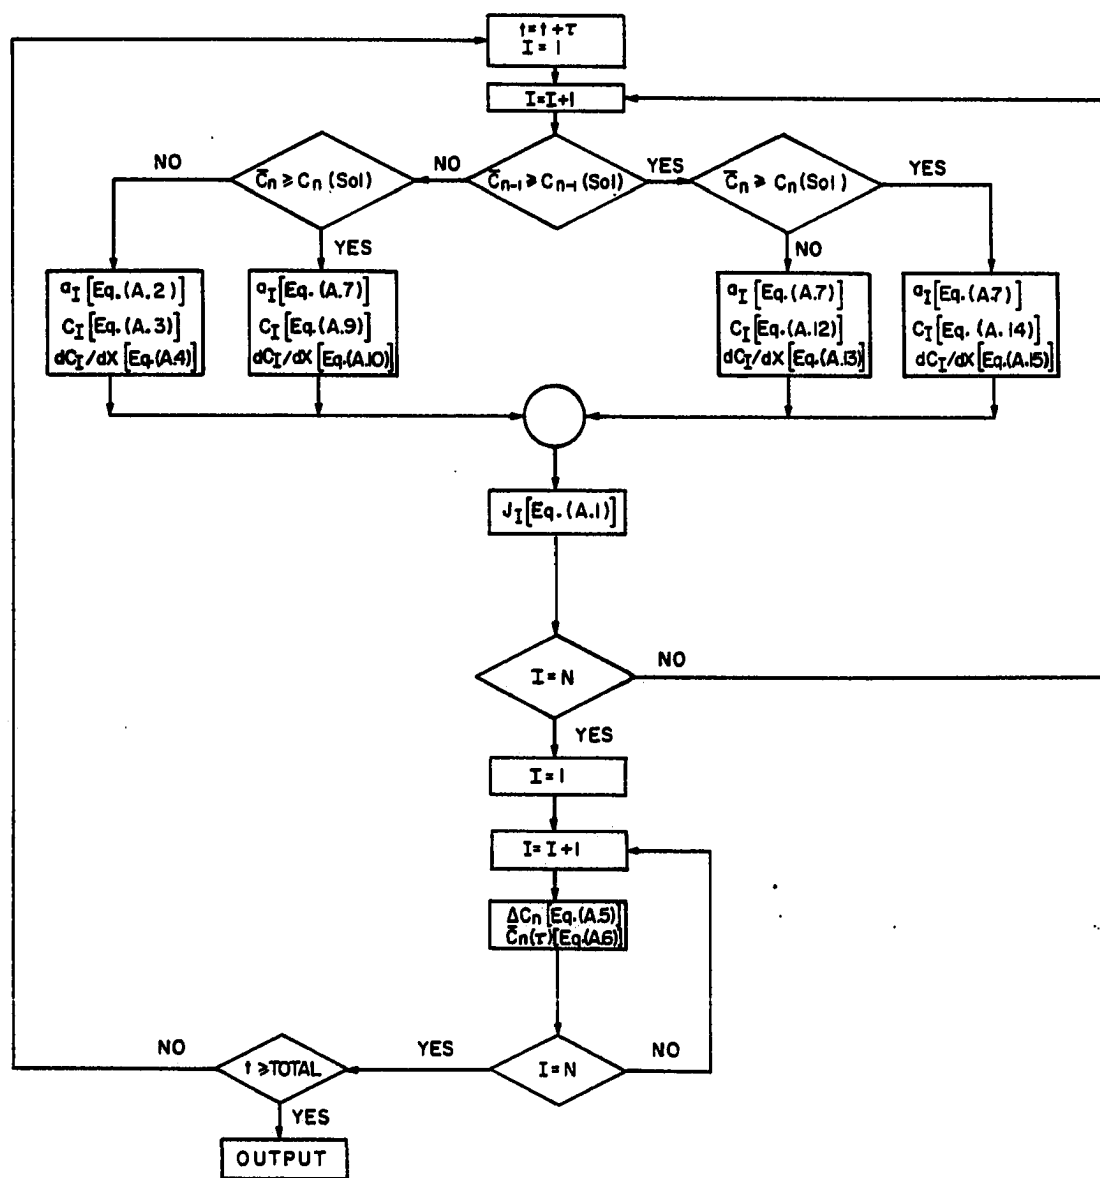 t=t+τ
I=1
I=I+1
NO
C̅n ≥ Cn (Sol)
NO
C̅n-1 ≥ Cn-1 (Sol)
YES
C̅n ≥ Cn (Sol)
YES
YES
NO
aI [Eq.(A.2)]
CI [Eq.(A.3)]
dCI/dX [Eq.(A.4)]
aI [Eq.(A.7)]
CI [Eq.(A.9)]
dCI/dX [Eq.(A.10)]
aI [Eq.(A.7)]
CI [Eq.(A.12)]
dCI/dX [Eq.(A.13)]
aI [Eq.(A.7)]
CI [Eq. (A.14)]
dCI/dX [Eq.(A.15)]
JI [Eq.(A.1)]
I=N
NO
YES
I=1
I=I+1
ΔCn [Eq.(A.5)]
C̅n(τ) [Eq.(A.6)]
NO
t ≥ TOTAL
YES
I=N
NO
YES
OUTPUT